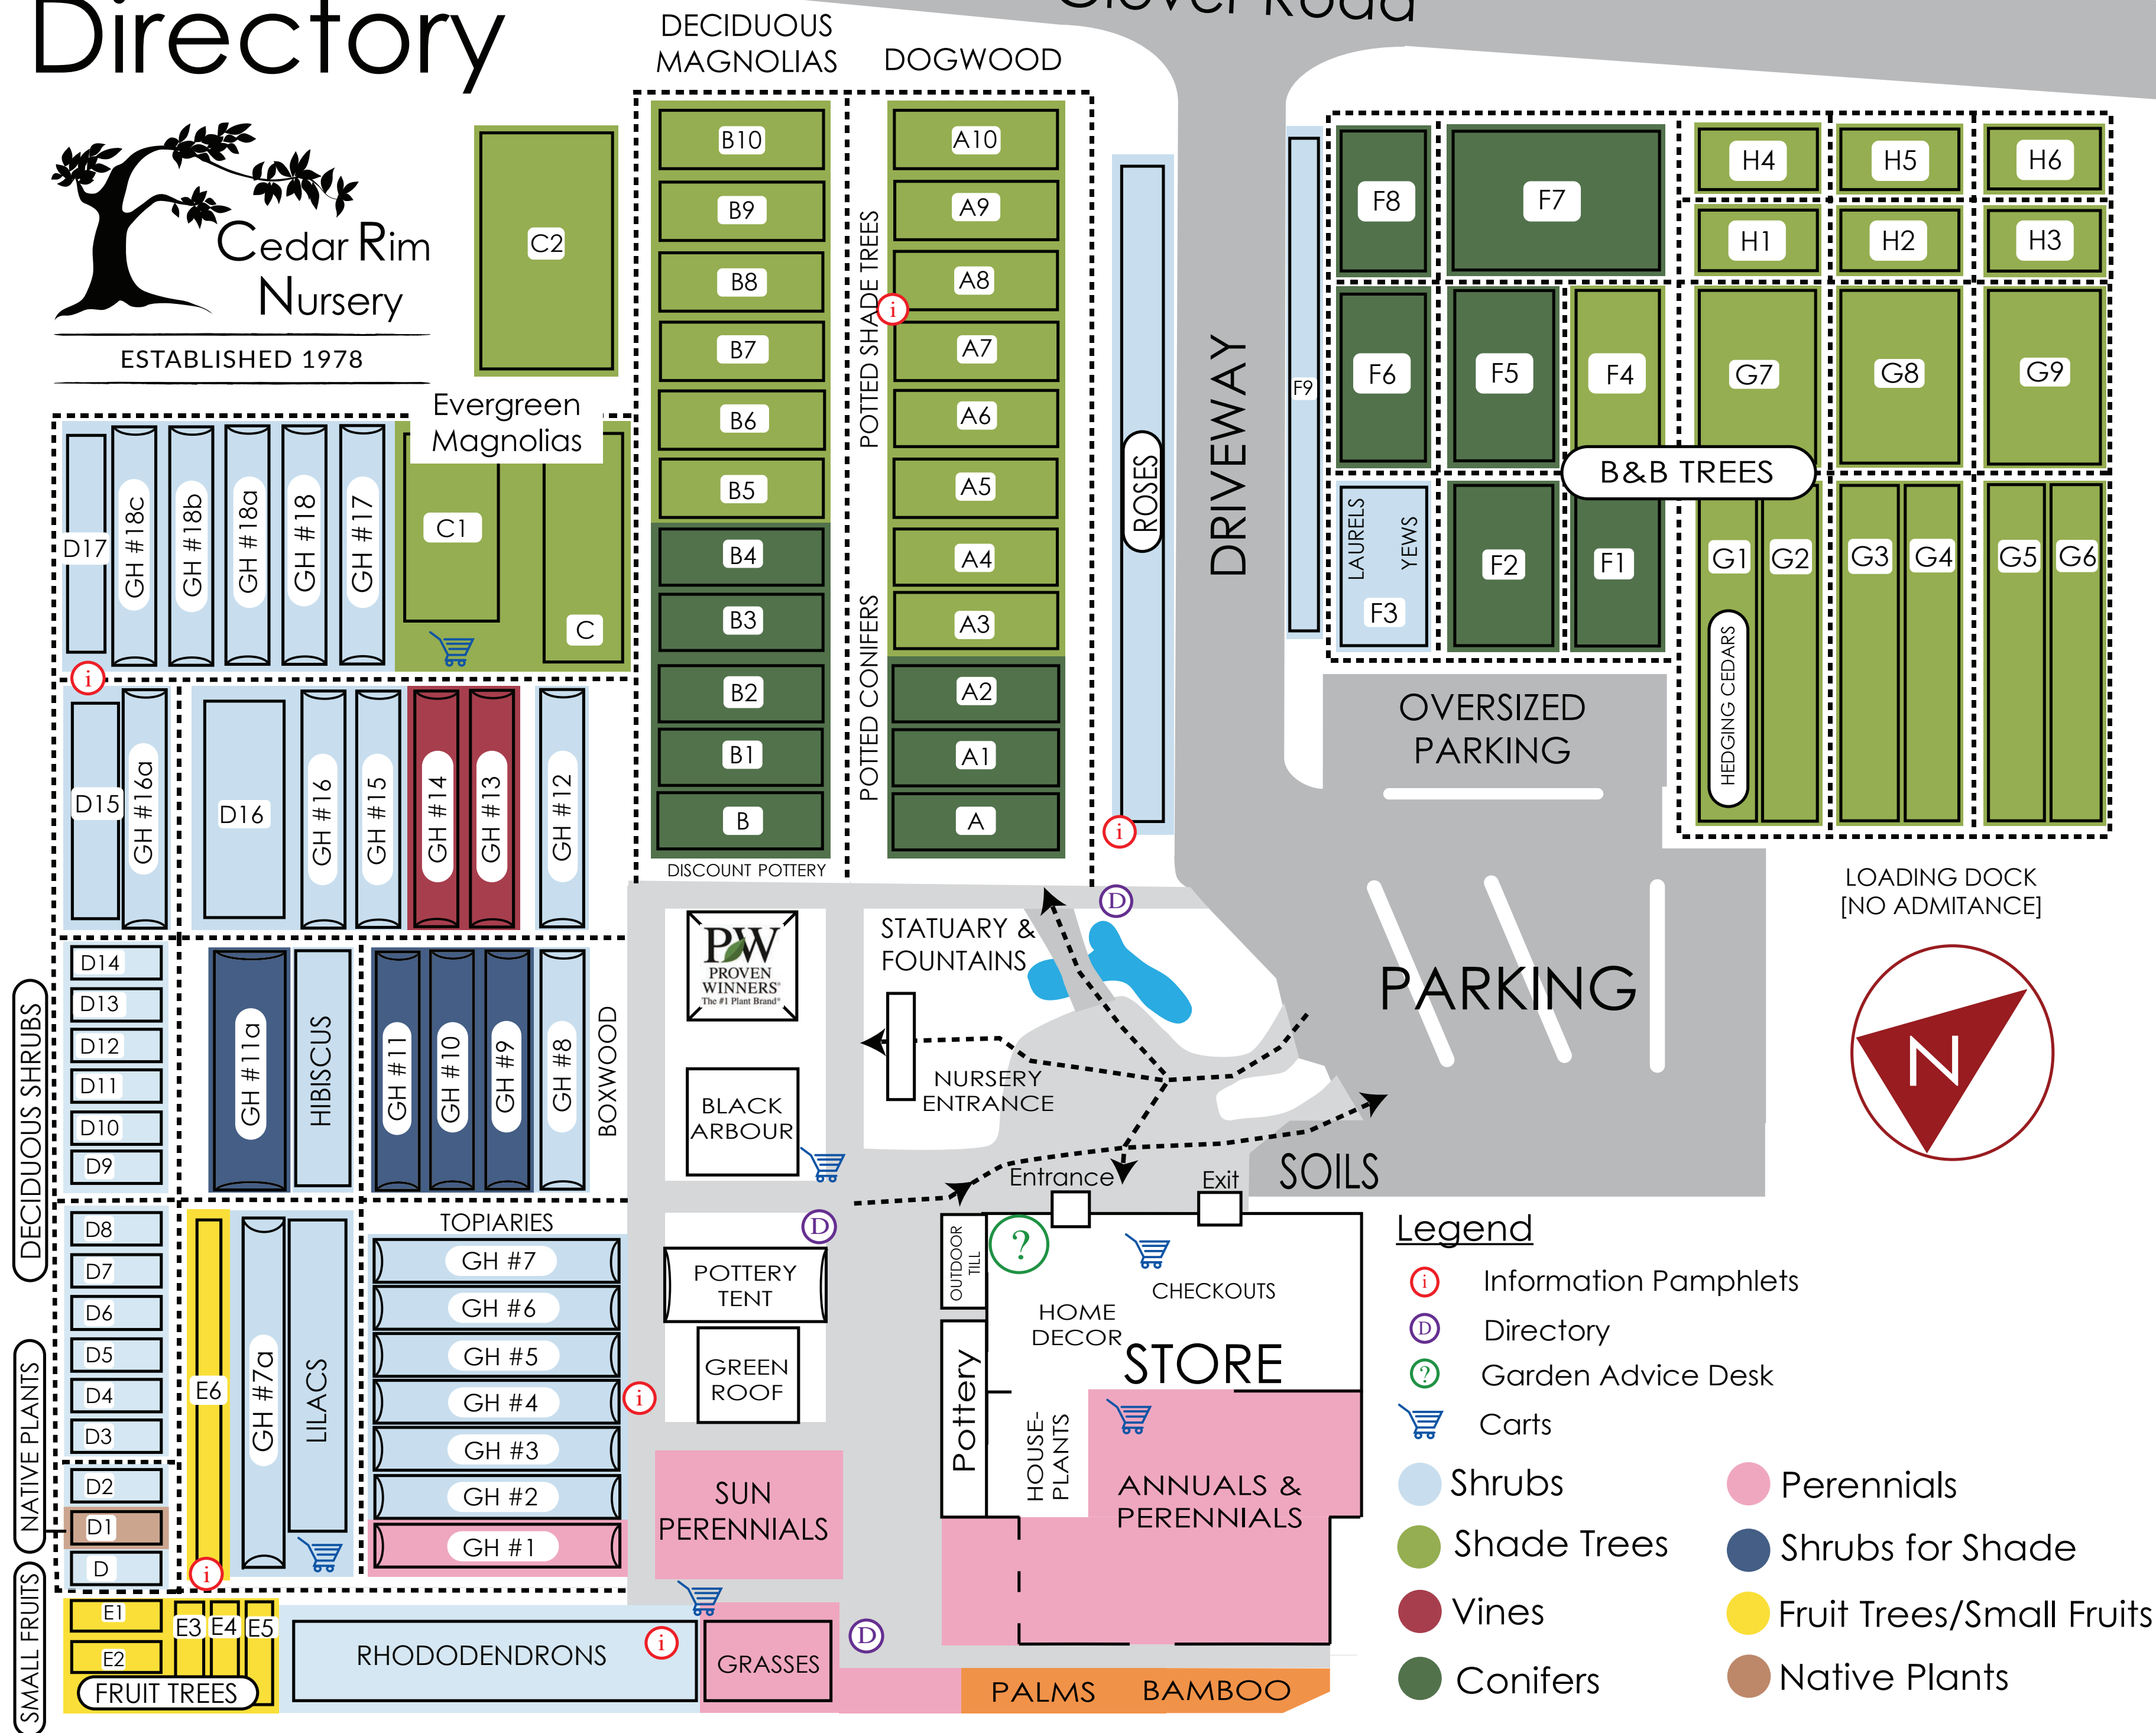 Directory
Glover Road
Cedar Rim
Nursery
ESTABLISHED 1978
DECIDUOUS
MAGNOLIAS
DOGWOOD
C2
B10
B9
B8
B7
B6
B5
B4
B3
B2
B1
B
DISCOUNT POTTERY
POTTED SHADE TREES
POTTED CONIFERS
i
A10
A9
A8
A7
A6
A5
A4
A3
A2
A1
A
ROSES
i
DRIVEWAY
F9
F8
F7
F6
F5
F4
LAURELS
YEWS
F3
F2
F1
B&B TREES
H4
H5
H6
H1
H2
H3
G7
G8
G9
G1
G2
G3
G4
G5
G6
HEDGING CEDARS
OVERSIZED
PARKING
PARKING
LOADING DOCK
[NO ADMITANCE]
N
Evergreen
Magnolias
D17
GH #18c
GH #18b
GH #18a
GH #18
GH #17
C1
C
i
D15
GH #16a
D16
GH #16
GH #15
GH #14
GH #13
GH #12
DECIDUOUS SHRUBS
D14
D13
D12
D11
D10
D9
GH #11a
HIBISCUS
GH #11
GH #10
GH #9
GH #8
BOXWOOD
PW
PROVEN
WINNERS®
The #1 Plant Brand®
BLACK
ARBOUR
STATUARY &
FOUNTAINS
D
NURSERY
ENTRANCE
D8
D7
D6
D5
D4
D3
D2
D1
D
NATIVE PLANTS
E6
i
GH #7a
LILACS
TOPIARIES
GH #7
GH #6
GH #5
GH #4
GH #3
GH #2
GH #1
i
D
POTTERY
TENT
GREEN
ROOF
SUN
PERENNIALS
Entrance
Exit
SOILS
OUTDOOR
TILL
?
CHECKOUTS
HOME
DECOR
STORE
Pottery
HOUSE-
PLANTS
ANNUALS &
PERENNIALS
SMALL FRUITS
E1
E2
E3
E4
E5
FRUIT TREES
RHODODENDRONS
i
GRASSES
D
PALMS
BAMBOO
Legend
i Information Pamphlets
D Directory
? Garden Advice Desk
Carts
Shrubs
Shade Trees
Vines
Conifers
Perennials
Shrubs for Shade
Fruit Trees/Small Fruits
Native Plants